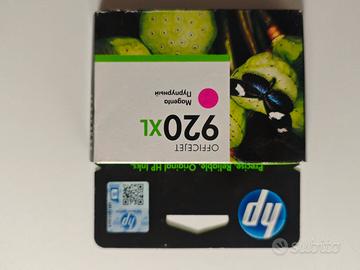 Precise. Reliable. Original HP Inks.
OFFICEJET
920XL
Magenta
Пурпурный
hp
subito